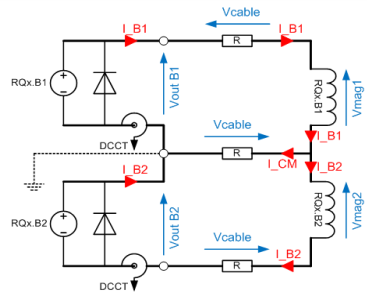 Vcable
I_B1
R
I_B1
RQx.B1
Vout B1
RQx.B1
Vmag1
DCCT
Vcable
I_B1
R
I_CM
I_B2
I_B2
RQx.B2
Vout B2
RQx.B2
Vmag2
Vcable
R
I_B2
DCCT